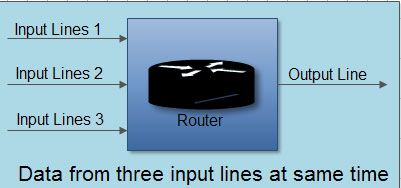 Input Lines 1
Input Lines 2
Output Line
Input Lines 3
Router
Data from three input lines at same time